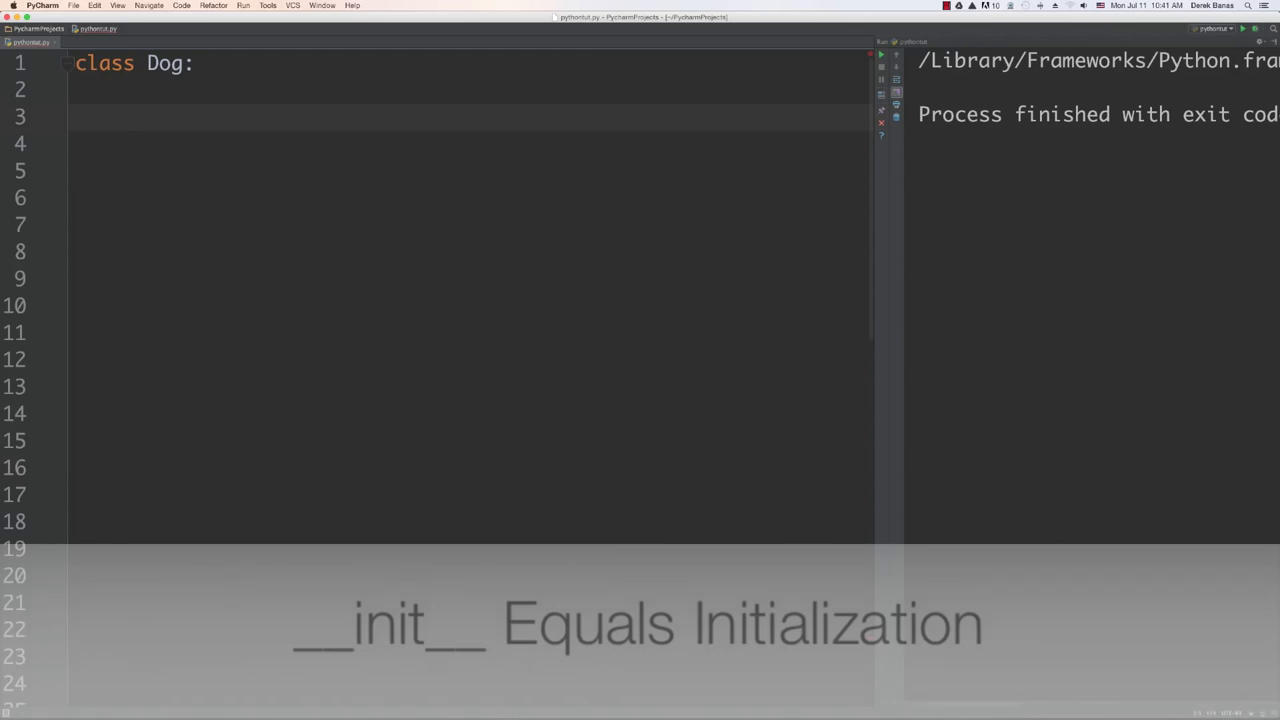 PyCharm File Edit View Navigate Code Refactor Run Tools VCS Window Help
10 Mon Jul 11 10:41 AM Derek Banas
pythontut.py - PycharmProjects - [~/PycharmProjects]
PycharmProjects pythontut.py
pythontut
pythontut.py
Run pythontut
1 class Dog:
2
3
4
5
6
7
8
9
10
11
12
13
14
15
16
17
18
19
20
21
22
23
24
/Library/Frameworks/Python.fra
Process finished with exit cod
__init__ Equals Initialization